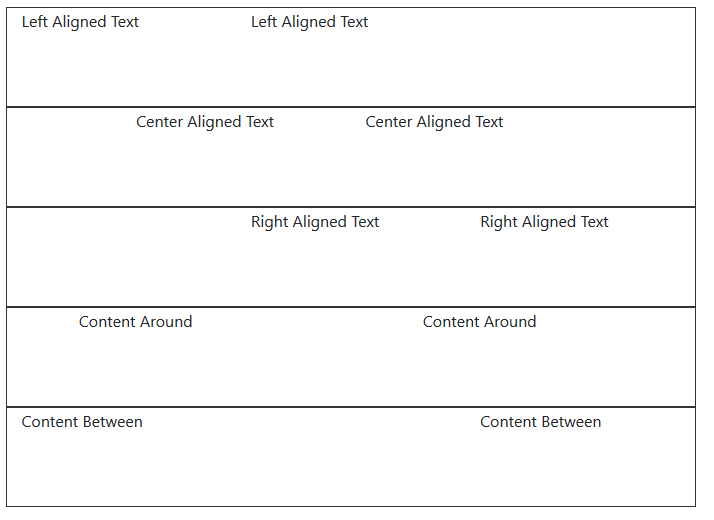 Left Aligned Text Left Aligned Text
Center Aligned Text Center Aligned Text
Right Aligned Text Right Aligned Text
Content Around Content Around
Content Between Content Between